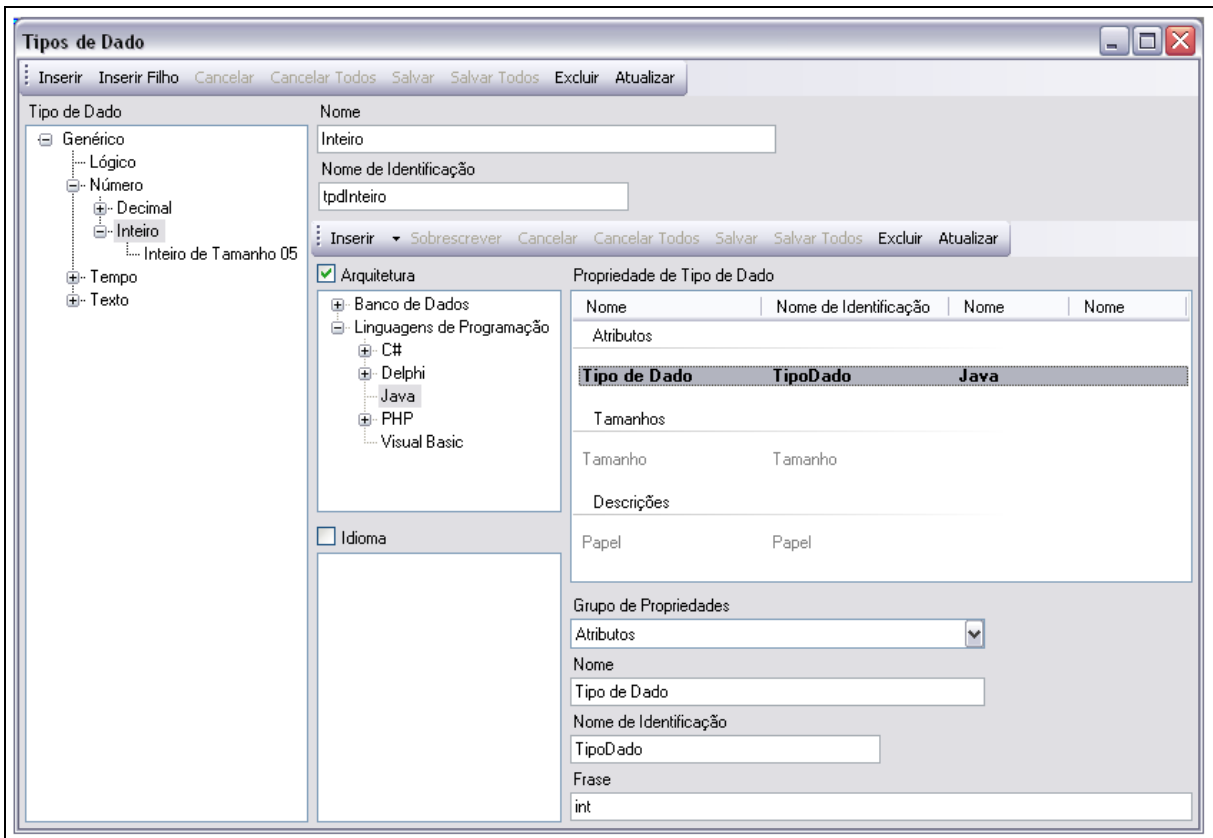 Tipos de Dado
Inserir Inserir Filho Cancelar Cancelar Todos Salvar Salvar Todos Excluir Atualizar
Tipo de Dado
Genérico
Lógico
Número
Decimal
Inteiro
Inteiro de Tamanho 05
Tempo
Texto
Nome
Inteiro
Nome de Identificação
tpdInteiro
Inserir Sobrescrever Cancelar Cancelar Todos Salvar Salvar Todos Excluir Atualizar
Arquitetura
Banco de Dados
Linguagens de Programação
C#
Delphi
Java
PHP
Visual Basic
Idioma
Propriedade de Tipo de Dado
Nome Nome de Identificação Nome Nome
Atributos
Tipo de Dado TipoDado Java
Tamanhos
Tamanho Tamanho
Descrições
Papel Papel
Grupo de Propriedades
Atributos
Nome
Tipo de Dado
Nome de Identificação
TipoDado
Frase
int